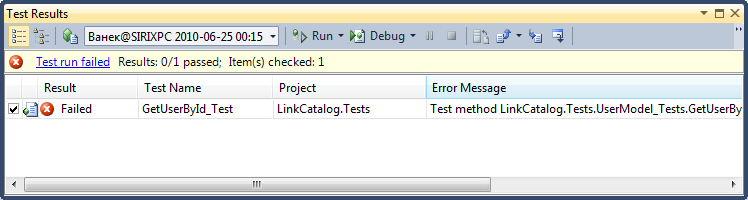 Test Results
Ванек@SIRIXPC 2010-06-25 00:15 Run Debug
Test run failed Results: 0/1 passed; Item(s) checked: 1
Result Test Name Project Error Message
Failed GetUserById_Test LinkCatalog.Tests Test method LinkCatalog.Tests.UserModel_Tests.GetUserBy